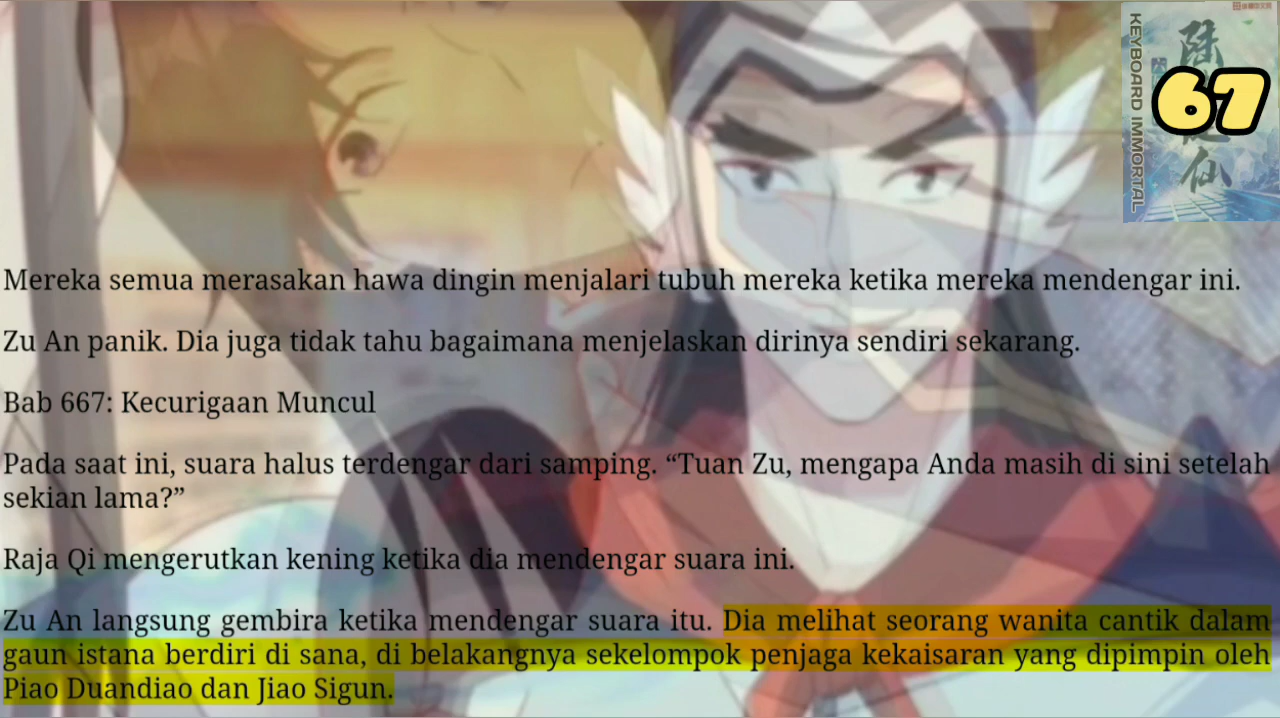 KEYBOARD IMMORTAL
67
仙
Mereka semua merasakan hawa dingin menjalari tubuh mereka ketika mereka mendengar ini.
Zu An panik. Dia juga tidak tahu bagaimana menjelaskan dirinya sendiri sekarang.
Bab 667: Kecurigaan Muncul
Pada saat ini, suara halus terdengar dari samping. “Tuan Zu, mengapa Anda masih di sini setelah
sekian lama?”
Raja Qi mengerutkan kening ketika dia mendengar suara ini.
Zu An langsung gembira ketika mendengar suara itu. Dia melihat seorang wanita cantik dalam
gaun istana berdiri di sana, di belakangnya sekelompok penjaga kekaisaran yang dipimpin oleh
Piao Duandiao dan Jiao Sigun.